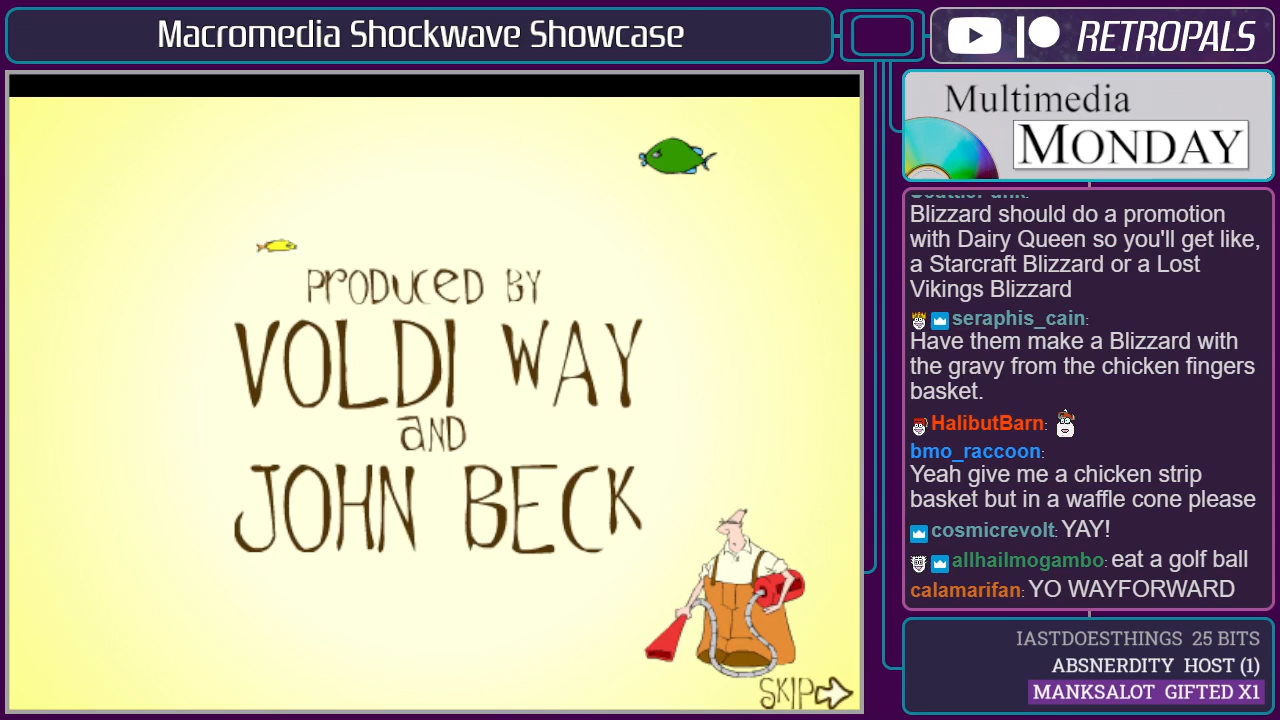 Macromedia Shockwave Showcase
RETROPALS
Multimedia
MONDAY
PRODUCED BY
VOLDI WAY
AND
JOHN BECK
SKIP
Blizzard should do a promotion
with Dairy Queen so you'll get like,
a Starcraft Blizzard or a Lost
Vikings Blizzard
seraphis_cain:
Have them make a Blizzard with
the gravy from the chicken fingers
basket.
HalibutBarn:
bmo_raccoon:
Yeah give me a chicken strip
basket but in a waffle cone please
cosmicrevolt: YAY!
allhailmogambo: eat a golf ball
calamarifan: YO WAYFORWARD
IASTDOESTHINGS 25 BITS
ABSNERDITY HOST (1)
MANKSALOT GIFTED X1